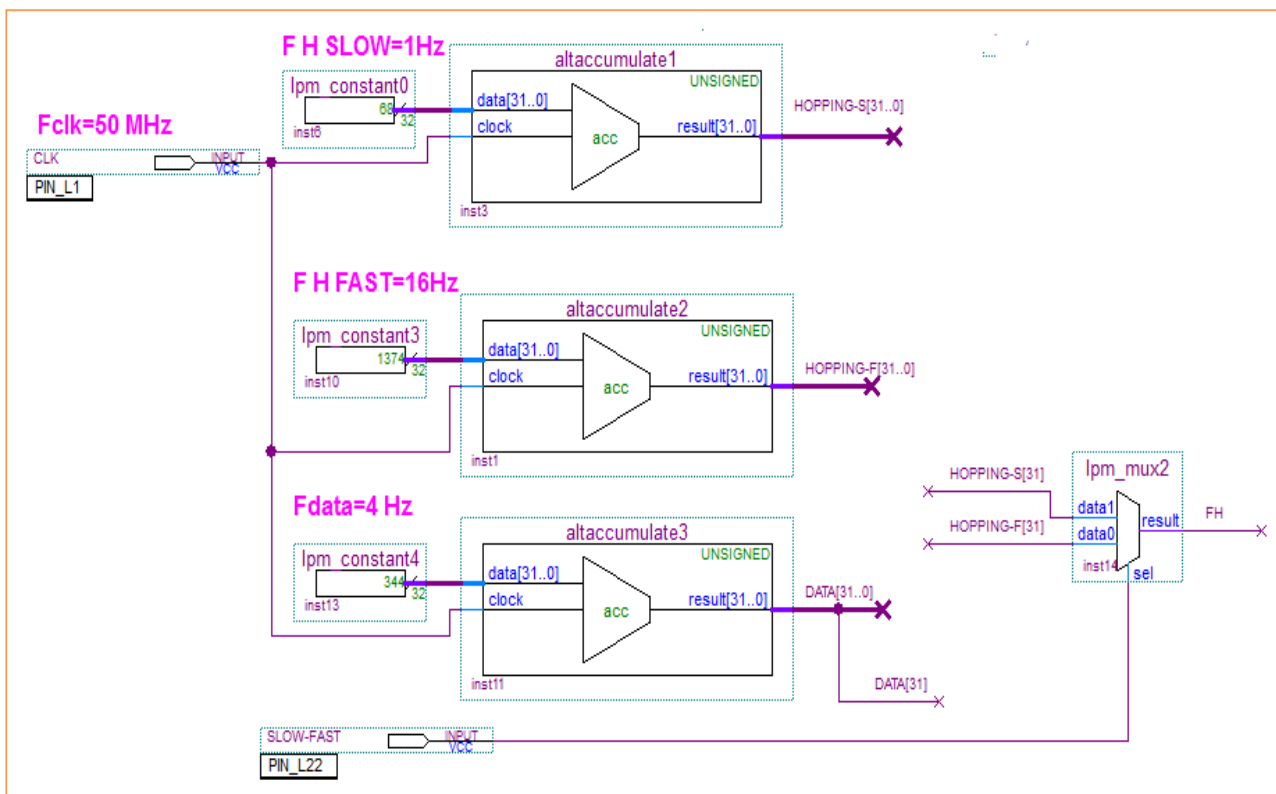 F H SLOW=1Hz
altaccumulate1
UNSIGNED
lpm_constant0
68
32
inst6
data[31..0]
clock
acc
result[31..0]
HOPPING-S[31..0]
inst3
Fclk=50 MHz
CLK
INPUT
VCC
PIN_L1
F H FAST=16Hz
altaccumulate2
UNSIGNED
lpm_constant3
1374
32
inst10
data[31..0]
clock
acc
result[31..0]
HOPPING-F[31..0]
inst1
Fdata=4 Hz
altaccumulate3
UNSIGNED
lpm_constant4
344
32
inst13
data[31..0]
clock
acc
result[31..0]
DATA[31..0]
inst11
DATA[31]
lpm_mux2
HOPPING-S[31]
data1
HOPPING-F[31]
data0
result
FH
inst14
sel
SLOW-FAST
INPUT
VCC
PIN_L22